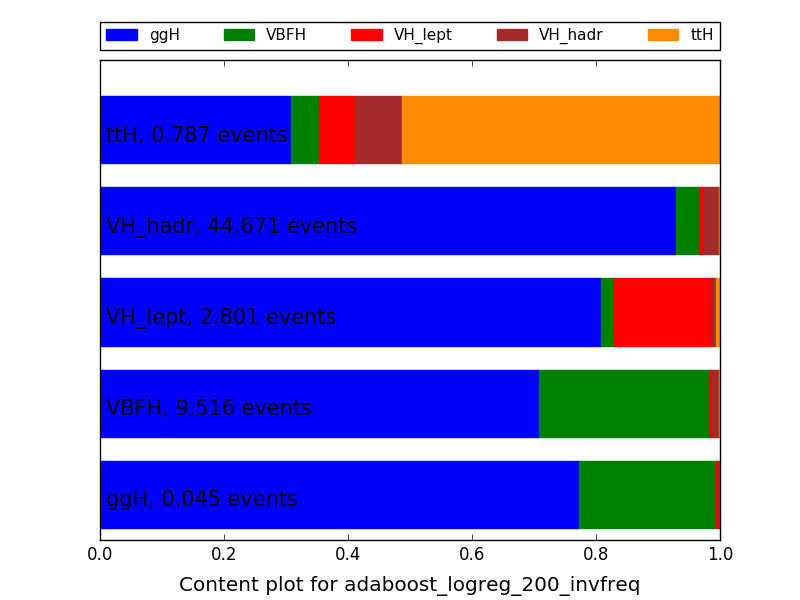 ggH VBFH VH_lept VH_hadr ttH
ttH, 0.787 events
VH_hadr, 44.671 events
VH_lept, 2.801 events
VBFH, 9.516 events
ggH, 0.045 events
0.0 0.2 0.4 0.6 0.8 1.0
Content plot for adaboost_logreg_200_invfreq